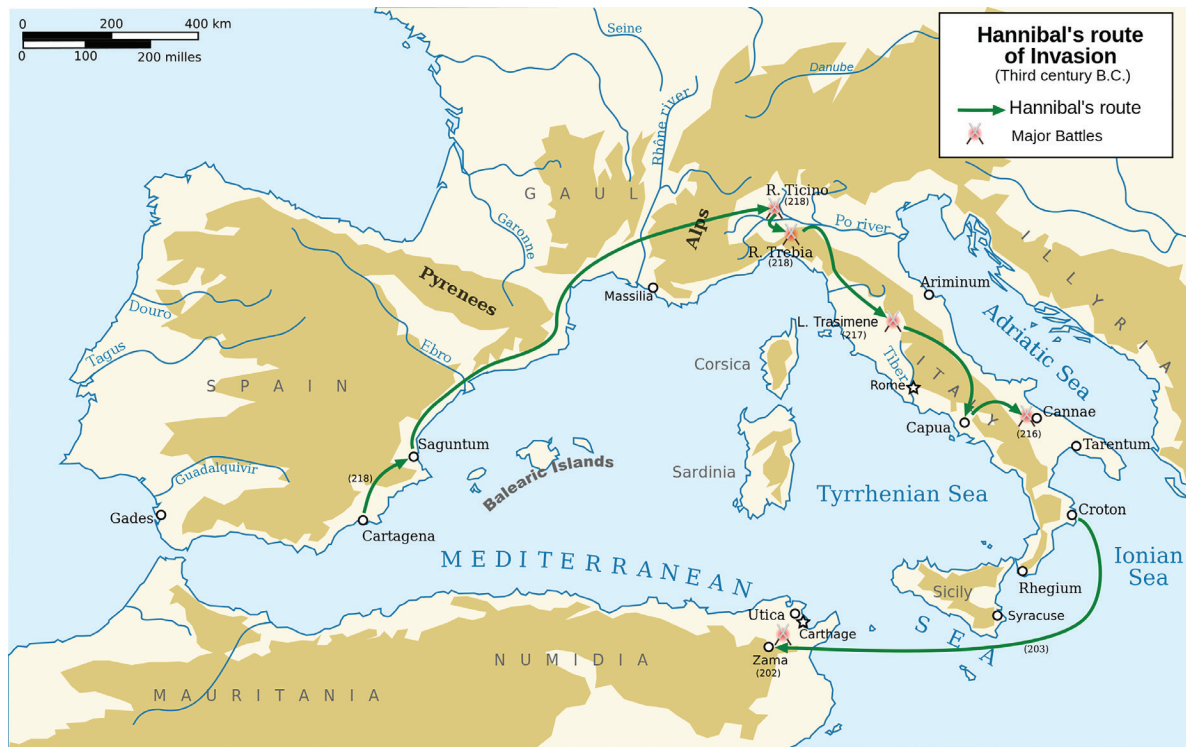 0 200 400 km
0 100 200 milles
Hannibal's route
of Invasion
(Third century B.C.)
Hannibal's route
Major Battles
Seine
Danube
Rhône river
GAUL
Garonne
Alps
R. Ticino
(218)
Po river
R. Trebia
(218)
Pyrenees
Massilia
Ariminum
ILLYRIA
Adriatic Sea
Douro
Tagus
Ebro
SPAIN
L. Trasimene
(217)
Tiber
ITALY
Corsica
Rome
Capua
Cannae
(216)
Tarentum
Saguntum
(218)
Guadalquivir
Balearic Islands
Sardinia
Tyrrhenian Sea
Gades
Cartagena
Croton
Ionian
Sea
MEDITERRANEAN
SEA
Rhegium
Sicily
Syracuse
Utica
Carthage
Zama
(202)
(203)
NUMIDIA
MAURITANIA